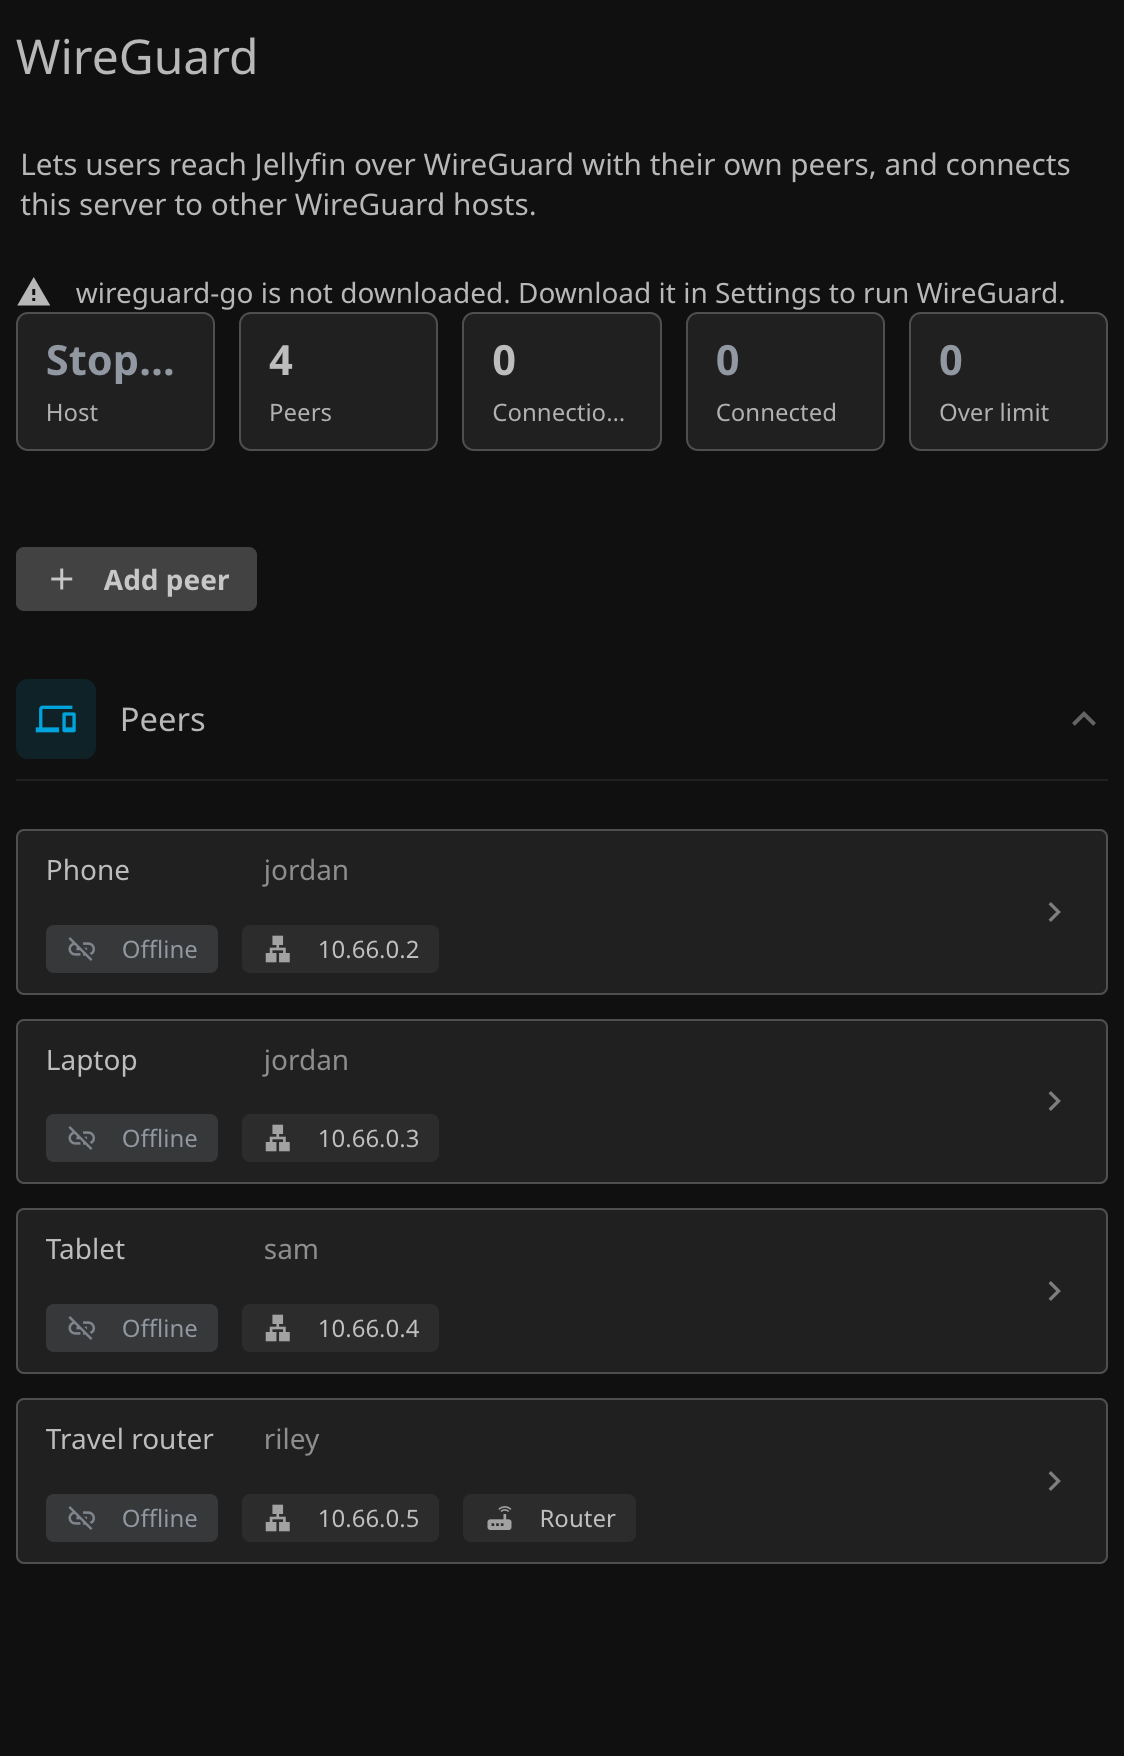 WireGuard
Lets users reach Jellyfin over WireGuard with their own peers, and connects
this server to other WireGuard hosts.
wireguard-go is not downloaded. Download it in Settings to run WireGuard.
Stop... 4 0 0 0
Host Peers Connectio... Connected Over limit
Add peer
Peers
Phone jordan
Offline 10.66.0.2
Laptop jordan
Offline 10.66.0.3
Tablet sam
Offline 10.66.0.4
Travel router riley
Offline 10.66.0.5 Router